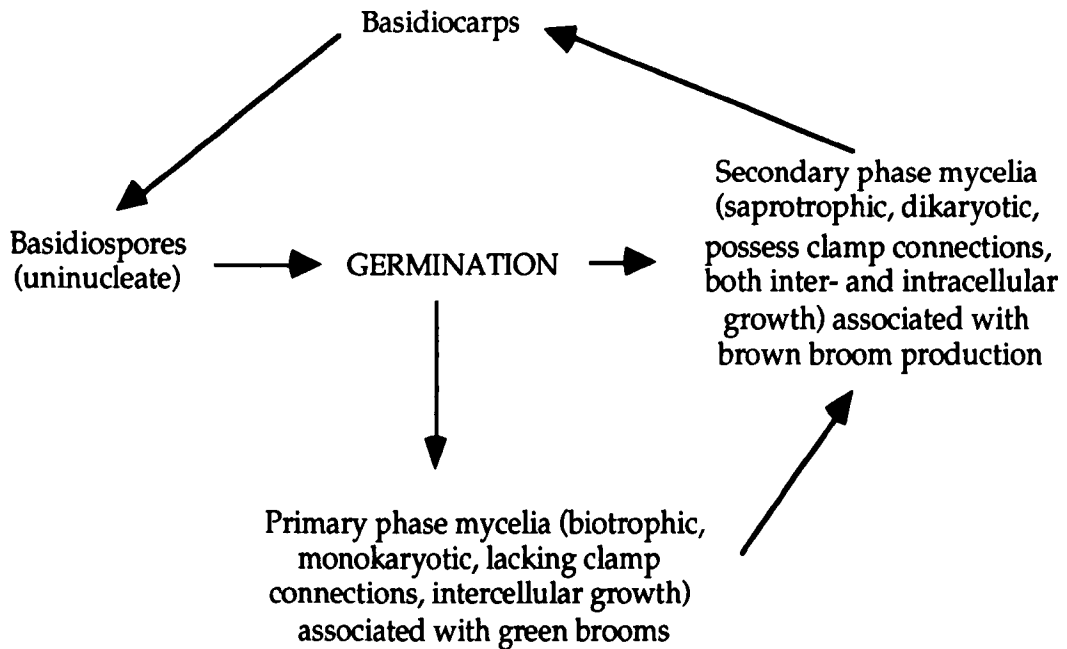 Basidiocarps
Basidiospores
(uninucleate)
GERMINATION
Secondary phase mycelia
(saprotrophic, dikaryotic,
possess clamp connections,
both inter- and intracellular
growth) associated with
brown broom production
Primary phase mycelia (biotrophic,
monokaryotic, lacking clamp
connections, intercellular growth)
associated with green brooms